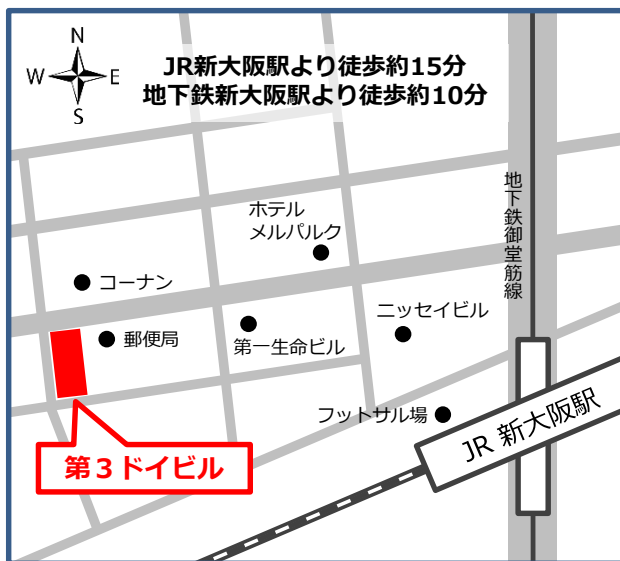 N
W E
S
JR新大阪駅より徒歩約15分
地下鉄新大阪駅より徒歩約10分
地下鉄御堂筋線
ホテル
メルパルク
コーナン
郵便局
第一生命ビル
ニッセイビル
フットサル場
JR 新大阪駅
第３ドイビル